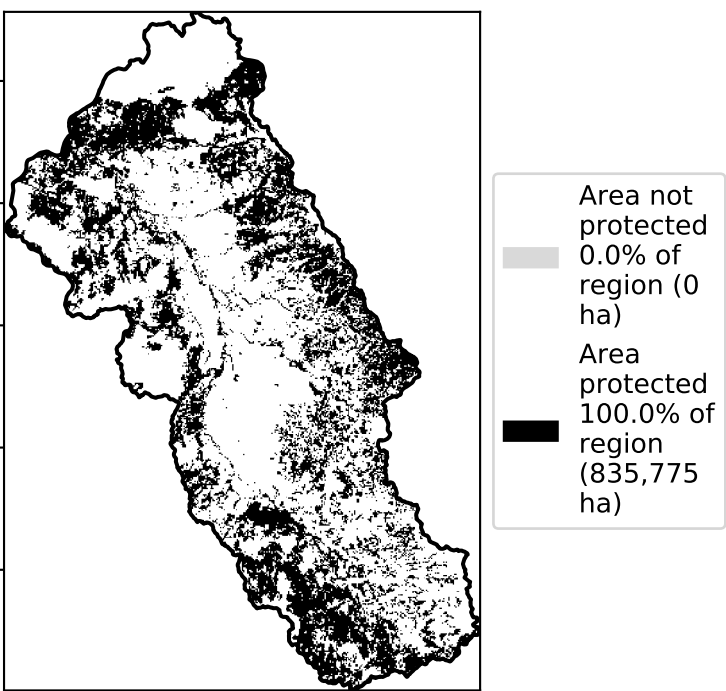 Area not
protected
0.0% of
region (0
ha)
Area
protected
100.0% of
region
(835,775
ha)